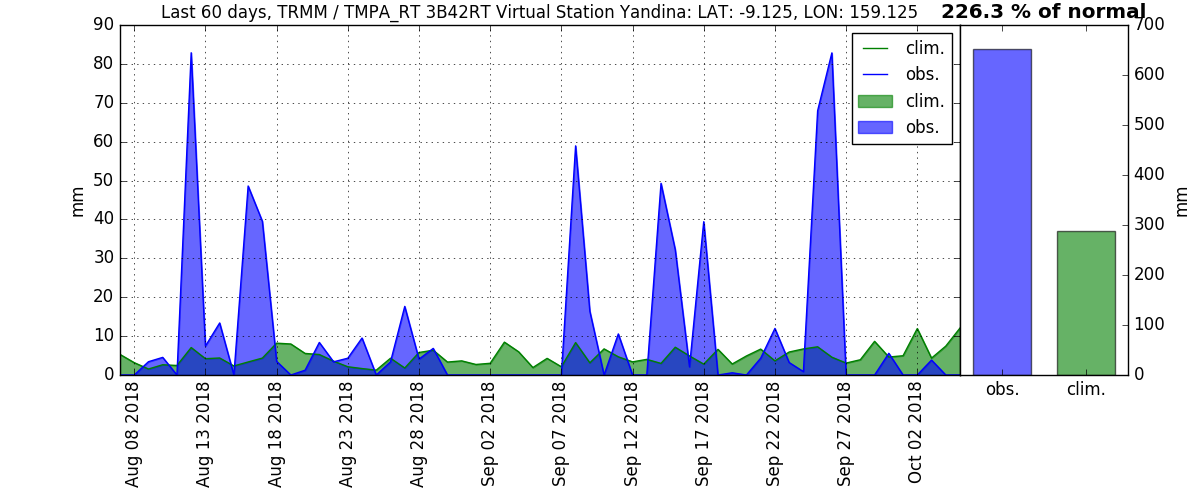 Last 60 days, TRMM / TMPA_RT 3B42RT Virtual Station Yandina: LAT: -9.125, LON: 159.125
226.3 % of normal
90
80
70
60
50
40
30
20
10
0
mm
clim.
obs.
clim.
obs.
700
600
500
400
300
200
100
0
mm
Aug 08 2018
Aug 13 2018
Aug 18 2018
Aug 23 2018
Aug 28 2018
Sep 02 2018
Sep 07 2018
Sep 12 2018
Sep 17 2018
Sep 22 2018
Sep 27 2018
Oct 02 2018
obs.
clim.